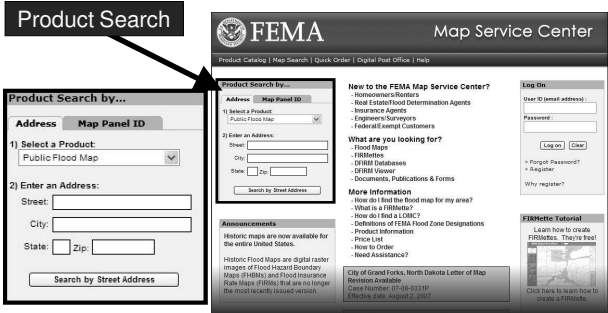 Product Search
Product Search by...
Address Map Panel ID
1) Select a Product:
Public Flood Map
2) Enter an Address:
Street:
City:
State: Zip:
Search by Street Address
FEMA
Map Service Center
Product Catalog | Map Search | Quick Order | Digital Post Office | Help
Product Search by...
Address Map Panel ID
1) Select a Product:
Public Flood Map
2) Enter an Address:
Street:
City:
State: Zip:
Search by Street Address
Announcements
Historic maps are now available for
the entire United States.
Historic Flood Maps are digital raster
images of Flood Hazard Boundary
Maps (FHBMs) and Flood Insurance
Rate Maps (FIRMs) that are no longer
the most recently issued version.
New to the FEMA Map Service Center?
- Homeowners/Renters
- Real Estate/Flood Determination Agents
- Insurance Agents
- Engineers/Surveyors
- Federal/Exempt Customers
What are you looking for?
- Flood Maps
- FIRMettes
- DFIRM Databases
- DFIRM Viewer
- Documents, Publications & Forms
More Information
- How do I find the flood map for my area?
- What is a FIRMette?
- How do I find a LOMC?
- Definitions of FEMA Flood Zone Designations
- Product Information
- Price List
- How to Order
- Need Assistance?
City of Grand Forks, North Dakota Letter of Map
Revision Available
Case Number: 07-08-0331P
Effective date: August 2, 2007
Log On
User ID (email address) :
Password :
Log on Clear
» Forgot Password?
» Register
Why register?
FIRMette Tutorial
Learn how to create
FIRMettes. They're free!
Click here to learn how to
create a FIRMette.